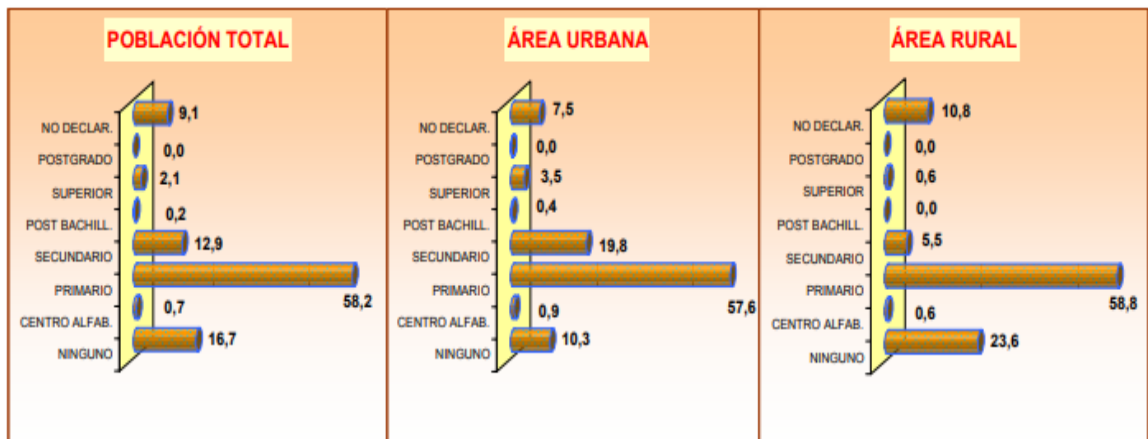 POBLACIÓN TOTAL
NO DECLAR.
9,1
POSTGRADO
0,0
SUPERIOR
2,1
POST BACHILL.
0,2
SECUNDARIO
12,9
PRIMARIO
58,2
CENTRO ALFAB.
0,7
NINGUNO
16,7
ÁREA URBANA
NO DECLAR.
7,5
POSTGRADO
0,0
SUPERIOR
3,5
POST BACHILL.
0,4
SECUNDARIO
19,8
PRIMARIO
57,6
CENTRO ALFAB.
0,9
NINGUNO
10,3
ÁREA RURAL
NO DECLAR.
10,8
POSTGRADO
0,0
SUPERIOR
0,6
POST BACHILL.
0,0
SECUNDARIO
5,5
PRIMARIO
58,8
CENTRO ALFAB.
0,6
NINGUNO
23,6